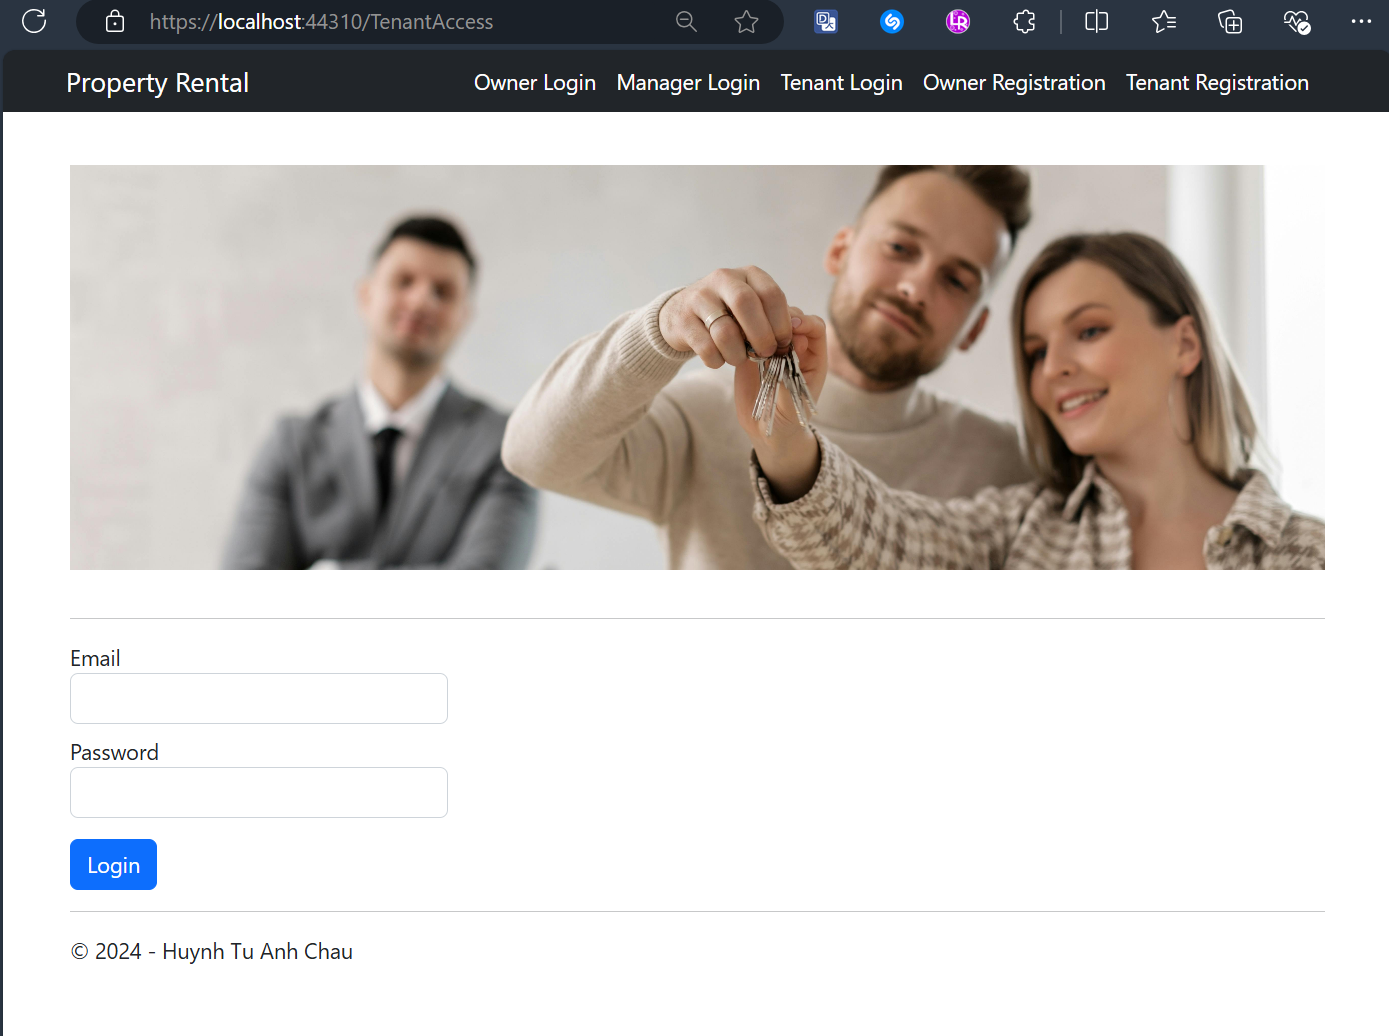 https://localhost:44310/TenantAccess
Property Rental Owner Login Manager Login Tenant Login Owner Registration Tenant Registration
Email
Password
Login
© 2024 - Huynh Tu Anh Chau